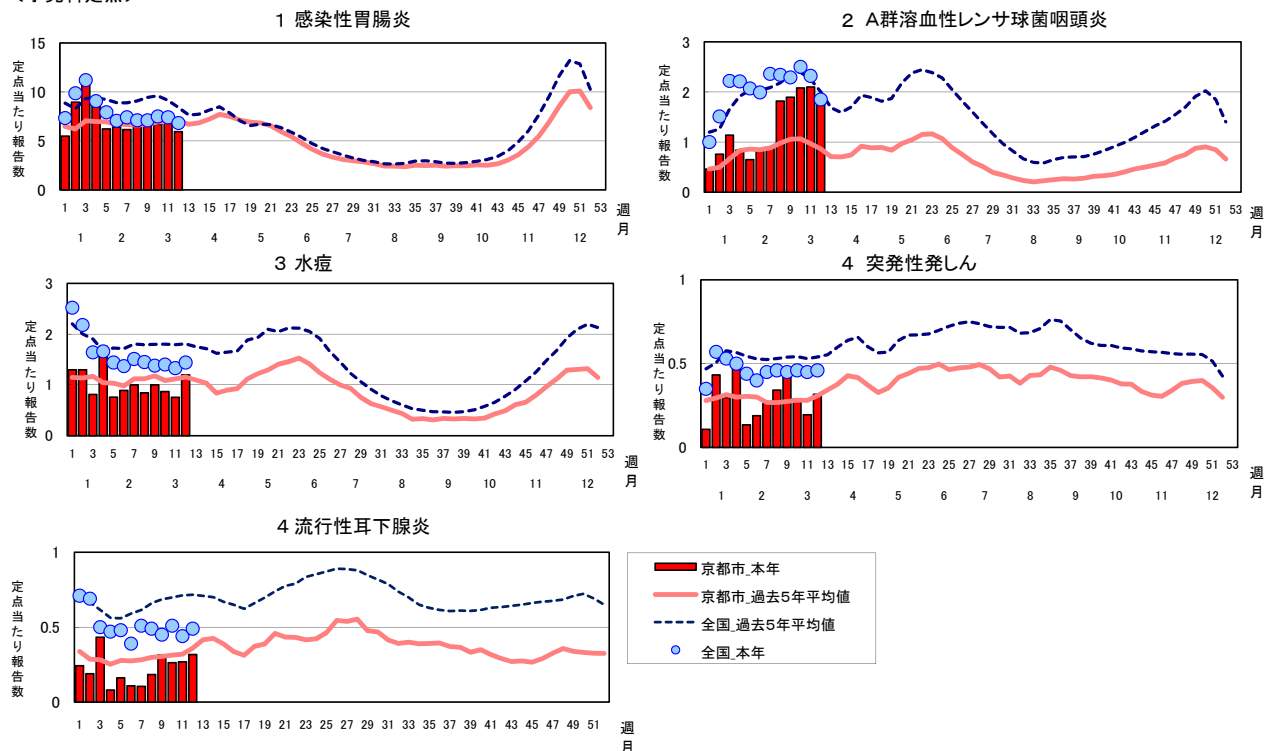 １ 感染性胃腸炎
定点当たり報告数
15
10
5
0
1 3 5 7 9 11 13 15 17 19 21 23 25 27 29 31 33 35 37 39 41 43 45 47 49 51 53 週
1 2 3 4 5 6 7 8 9 10 11 12 月
２ A群溶血性レンサ球菌咽頭炎
定点当たり報告数
3
2
1
0
1 3 5 7 9 11 13 15 17 19 21 23 25 27 29 31 33 35 37 39 41 43 45 47 49 51 53 週
1 2 3 4 5 6 7 8 9 10 11 12 月
３ 水痘
定点当たり報告数
3
2
1
0
1 3 5 7 9 11 13 15 17 19 21 23 25 27 29 31 33 35 37 39 41 43 45 47 49 51 53 週
1 2 3 4 5 6 7 8 9 10 11 12 月
４ 突発性発しん
定点当たり報告数
1
0.5
0
1 3 5 7 9 11 13 15 17 19 21 23 25 27 29 31 33 35 37 39 41 43 45 47 49 51 53 週
1 2 3 4 5 6 7 8 9 10 11 12 月
４ 流行性耳下腺炎
定点当たり報告数
1
0.5
0
1 3 5 7 9 11 13 15 17 19 21 23 25 27 29 31 33 35 37 39 41 43 45 47 49 51 週
月
京都市_本年
京都市_過去5年平均値
全国_過去5年平均値
全国_本年